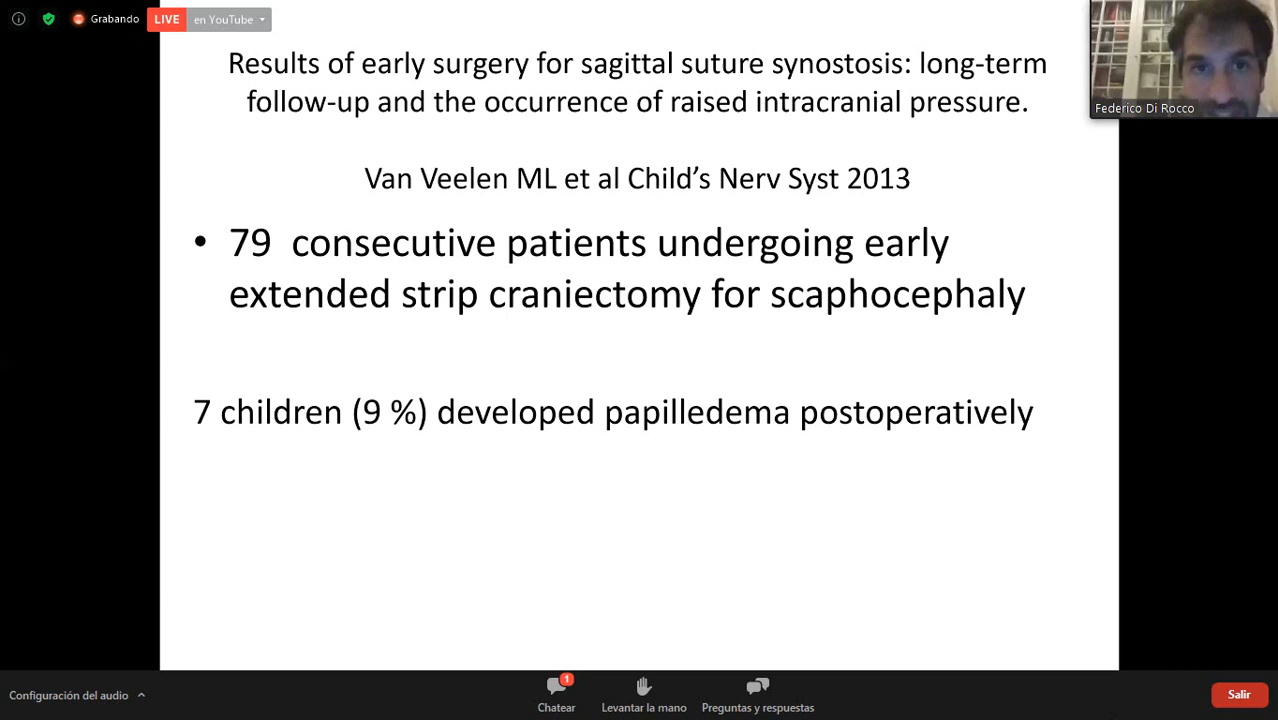 Grabando
LIVE
en YouTube
Results of early surgery for sagittal suture synostosis: long-term
follow-up and the occurrence of raised intracranial pressure.
Federico Di Rocco
Van Veelen ML et al Child’s Nerv Syst 2013
• 79 consecutive patients undergoing early
extended strip craniectomy for scaphocephaly
7 children (9 %) developed papilledema postoperatively
Configuración del audio
1
Chatear
Levantar la mano
Preguntas y respuestas
Salir